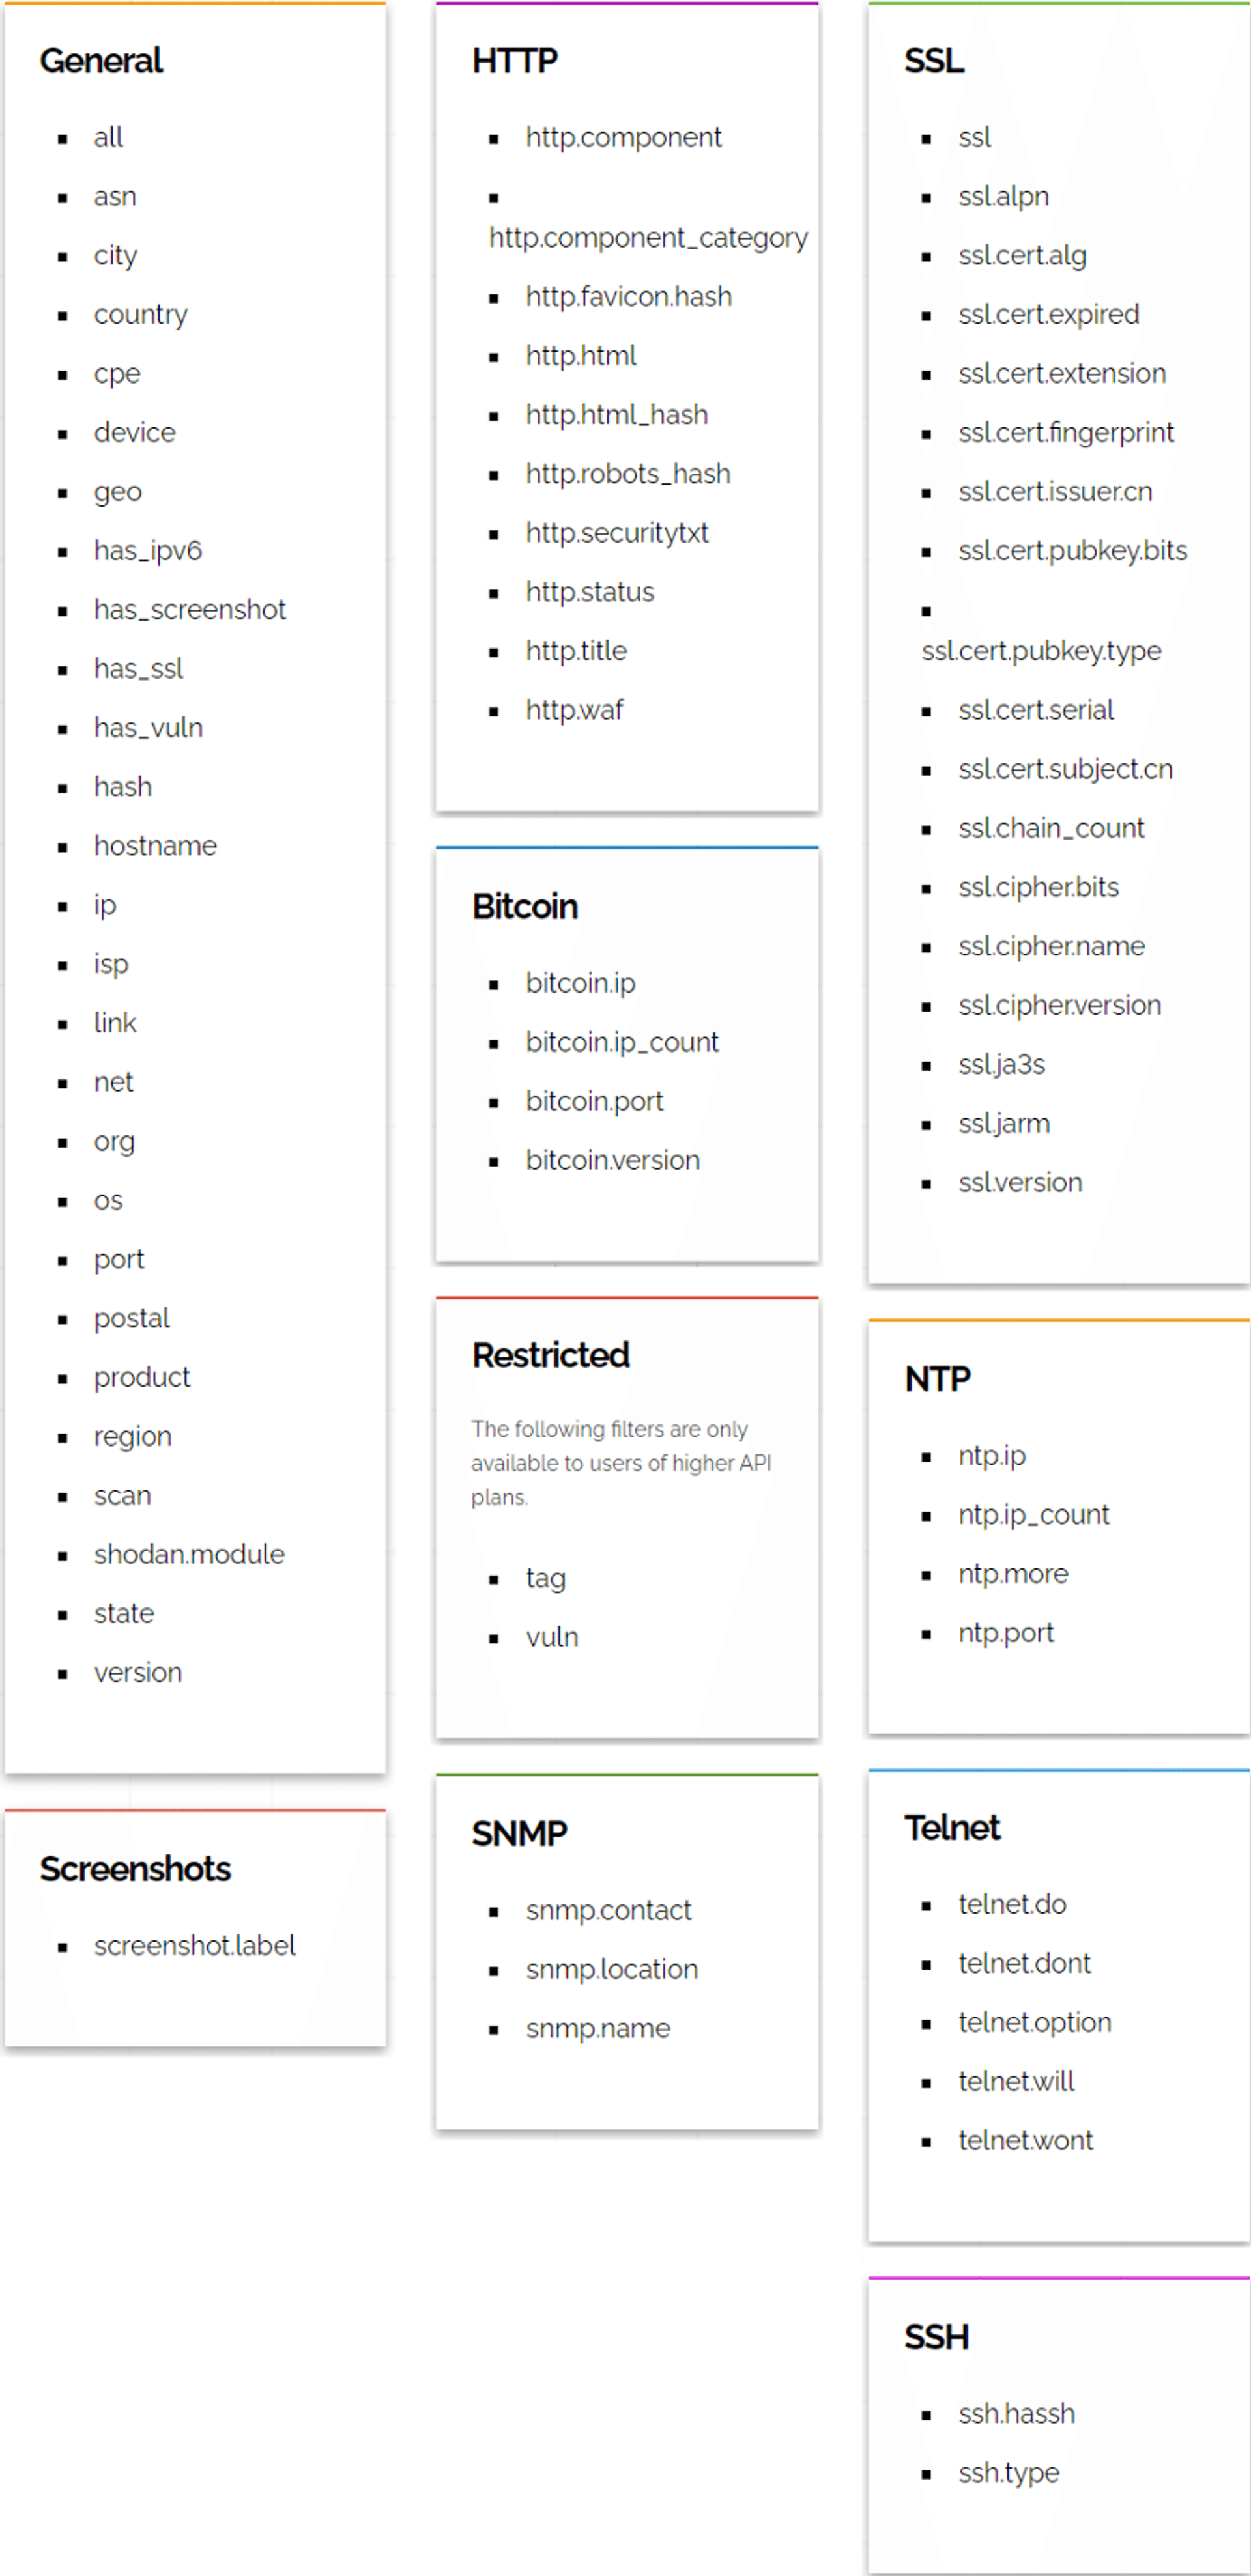 General
all
asn
city
country
cpe
device
geo
has_ipv6
has_screenshot
has_ssl
has_vuln
hash
hostname
ip
isp
link
net
org
os
port
postal
product
region
scan
shodan.module
state
version
Screenshots
screenshot.label
HTTP
http.component
http.component_category
http.favicon.hash
http.html
http.html_hash
http.robots_hash
http.securitytxt
http.status
http.title
http.waf
Bitcoin
bitcoin.ip
bitcoin.ip_count
bitcoin.port
bitcoin.version
Restricted
The following filters are only
available to users of higher API
plans.
tag
vuln
SNMP
snmp.contact
snmp.location
snmp.name
SSL
ssl
ssl.alpn
ssl.cert.alg
ssl.cert.expired
ssl.cert.extension
ssl.cert.fingerprint
ssl.cert.issuer.cn
ssl.cert.pubkey.bits
ssl.cert.pubkey.type
ssl.cert.serial
ssl.cert.subject.cn
ssl.chain_count
ssl.cipher.bits
ssl.cipher.name
ssl.cipher.version
ssl.ja3s
ssl.jarm
ssl.version
NTP
ntp.ip
ntp.ip_count
ntp.more
ntp.port
Telnet
telnet.do
telnet.dont
telnet.option
telnet.will
telnet.wont
SSH
ssh.hassh
ssh.type